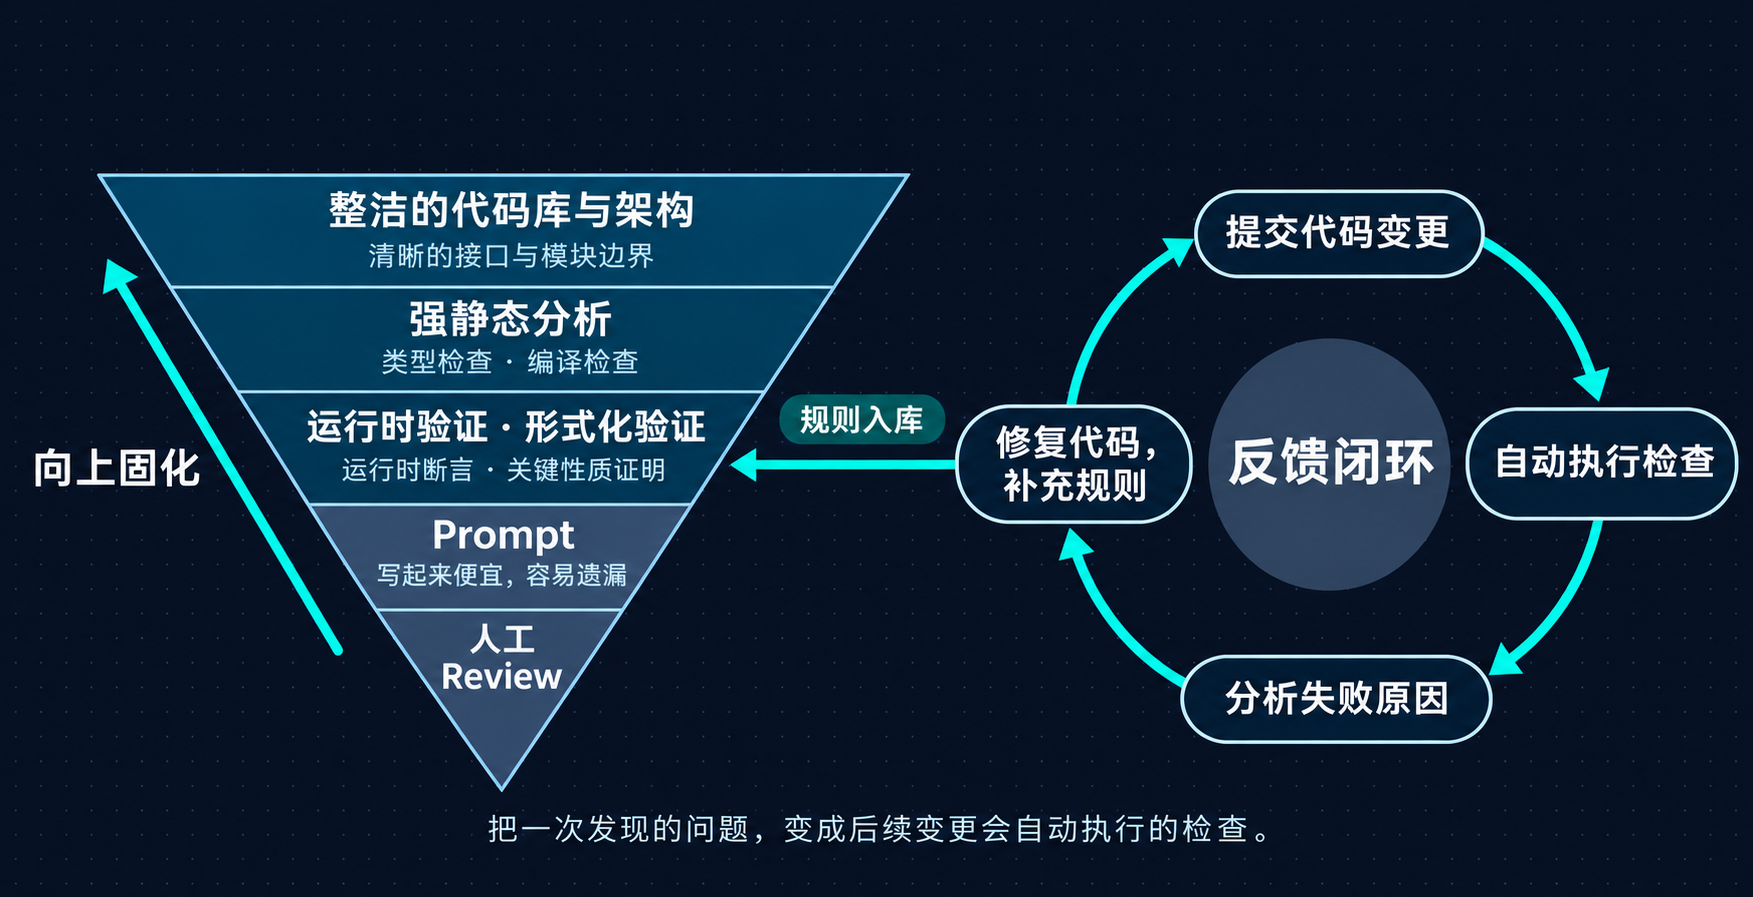 整洁的代码库与架构
清晰的接口与模块边界
强静态分析
类型检查 · 编译检查
运行时验证 · 形式化验证
运行时断言 · 关键性质证明
Prompt
写起来便宜，容易遗漏
人工
Review
向上固化
规则入库
提交代码变更
自动执行检查
分析失败原因
修复代码，
补充规则
反馈闭环
把一次发现的问题，变成后续变更会自动执行的检查。